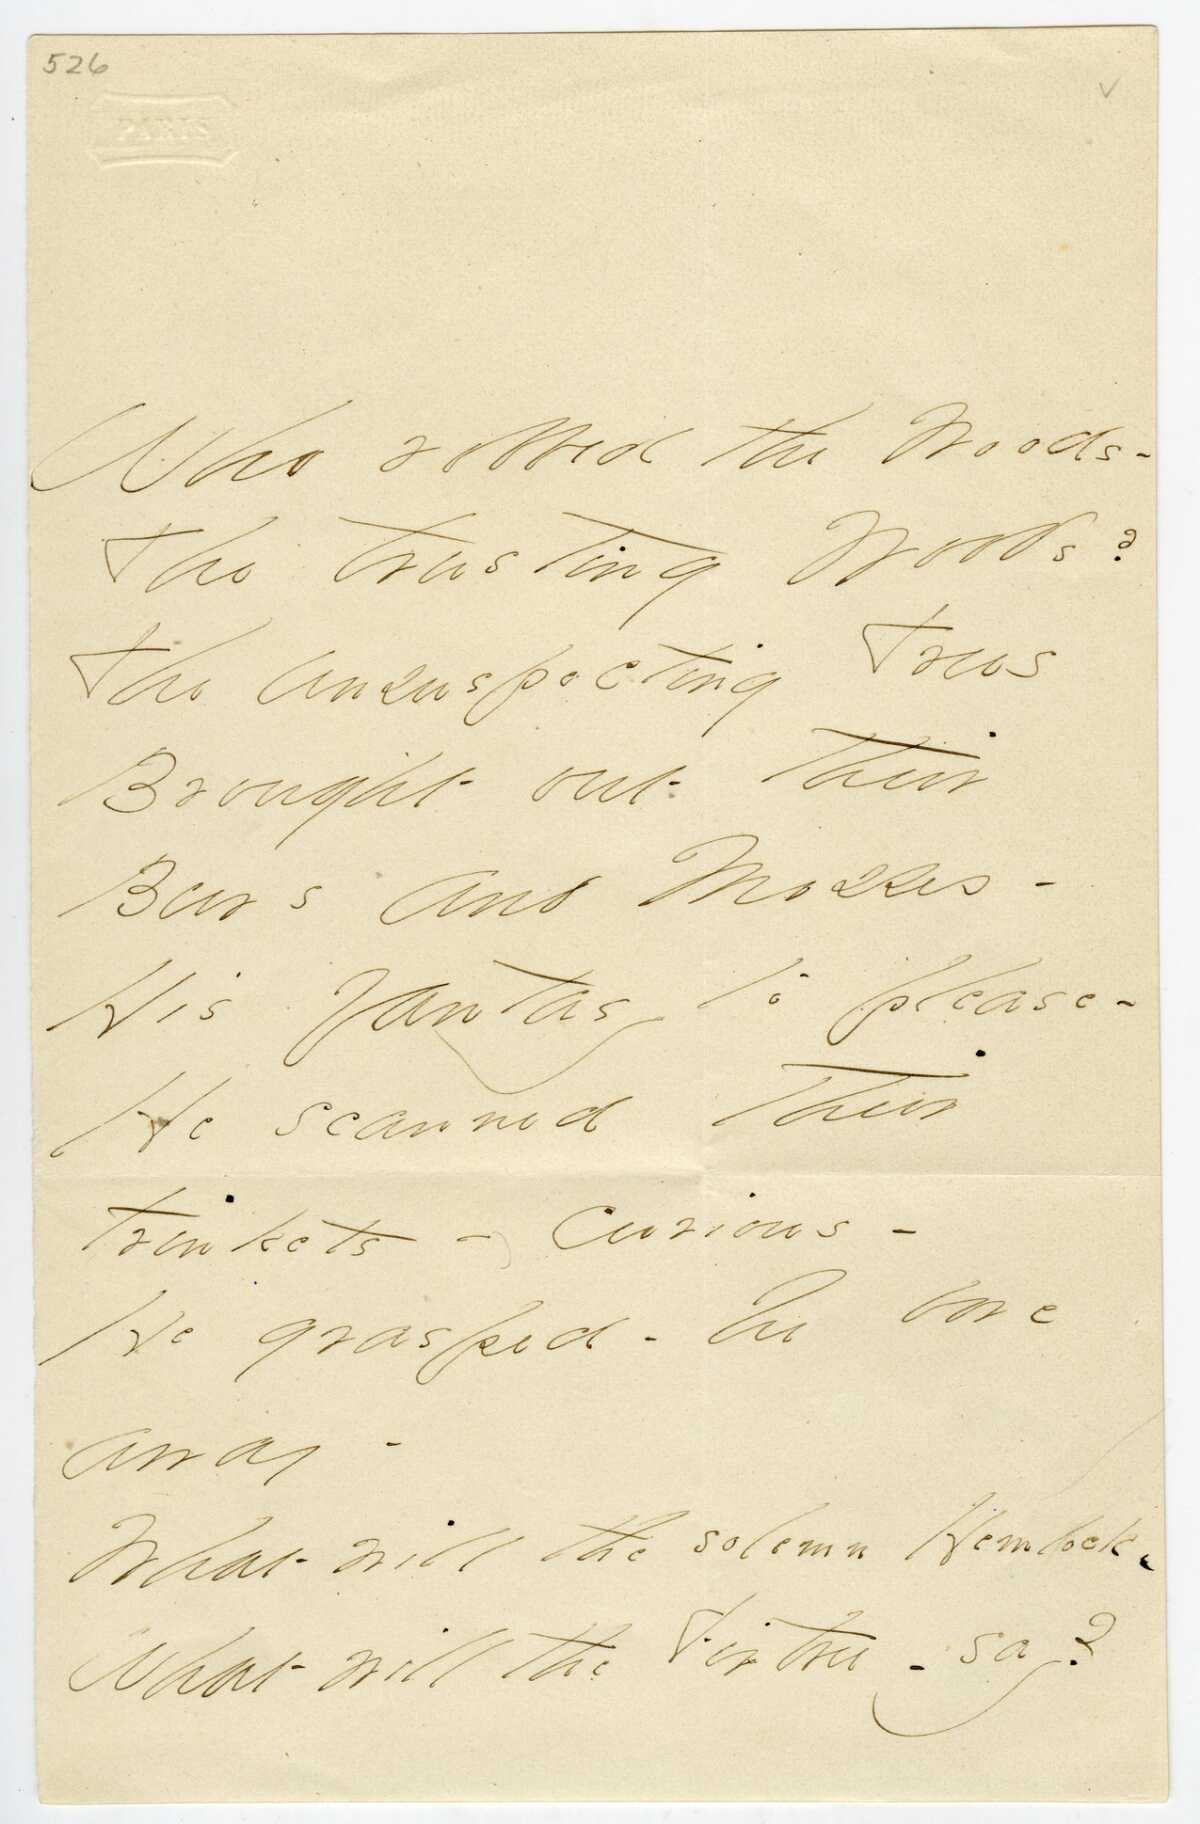 526
Who robbed the Woods -
The trusting Woods?
The Unsuspecting Trees
Brought out their
Burs and Mosses -
His fantasy to please -
He scanned their
trinkets - curious -
He grasped - he bore
away -
What will the solemn Hemlock -
What will the Fir tree - say?